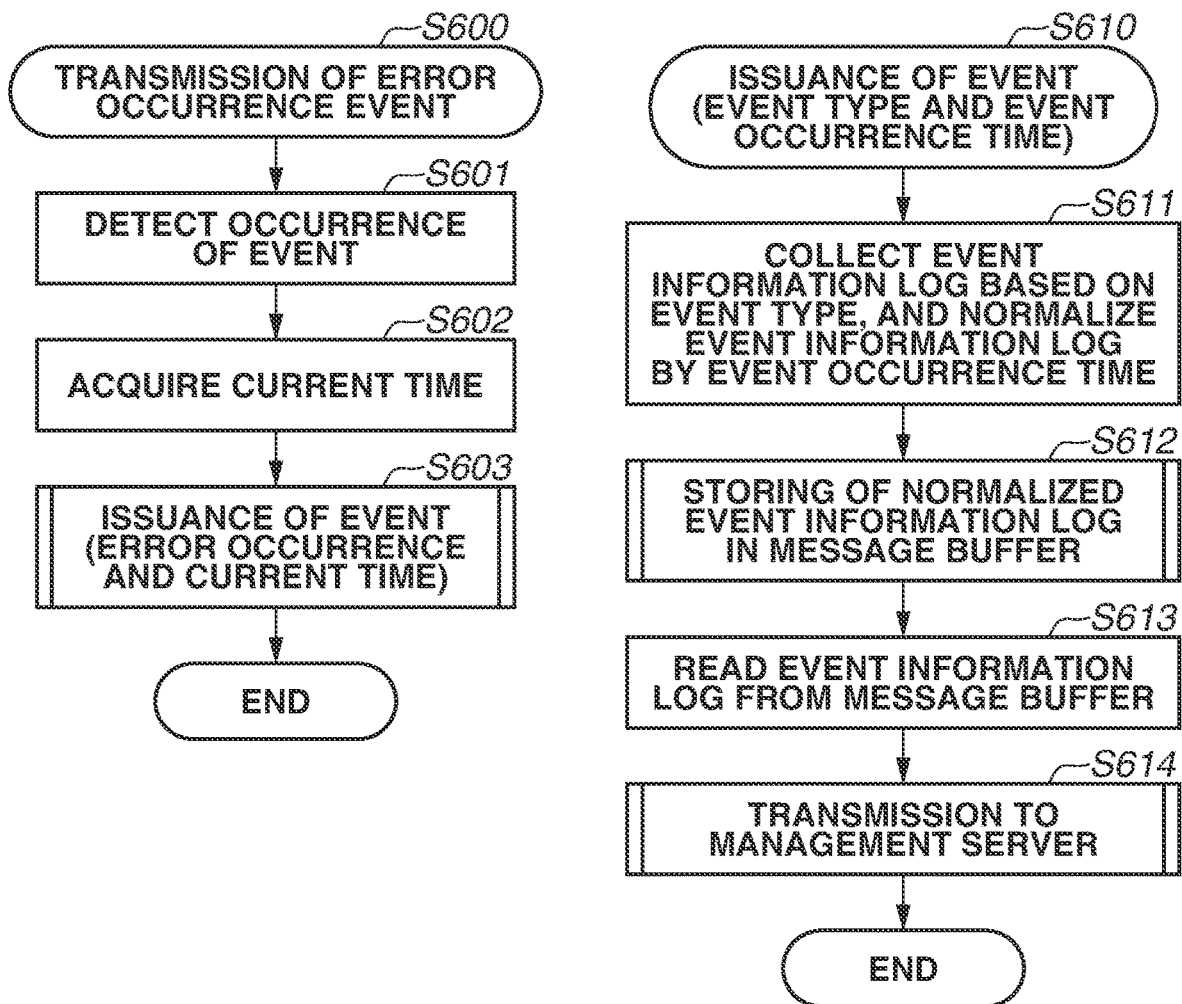 S600
TRANSMISSION OF ERROR
OCCURRENCE EVENT
S601
DETECT OCCURRENCE
OF EVENT
S602
ACQUIRE CURRENT TIME
S603
ISSUANCE OF EVENT
(ERROR OCCURRENCE
AND CURRENT TIME)
END
S610
ISSUANCE OF EVENT
(EVENT TYPE AND EVENT
OCCURRENCE TIME)
S611
COLLECT EVENT
INFORMATION LOG BASED ON
EVENT TYPE, AND NORMALIZE
EVENT INFORMATION LOG
BY EVENT OCCURRENCE TIME
S612
STORING OF NORMALIZED
EVENT INFORMATION LOG
IN MESSAGE BUFFER
S613
READ EVENT INFORMATION
LOG FROM MESSAGE BUFFER
S614
TRANSMISSION TO
MANAGEMENT SERVER
END